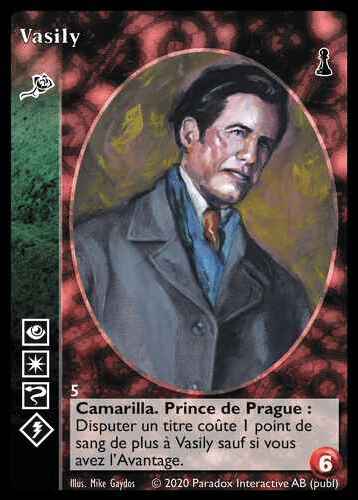 Vasily
5
Camarilla. Prince de Prague :
Disputer un titre coûte 1 point de
sang de plus à Vasily sauf si vous
avez l'Avantage.
6
Illus. Mike Gaydos © 2020 Paradox Interactive AB (publ)